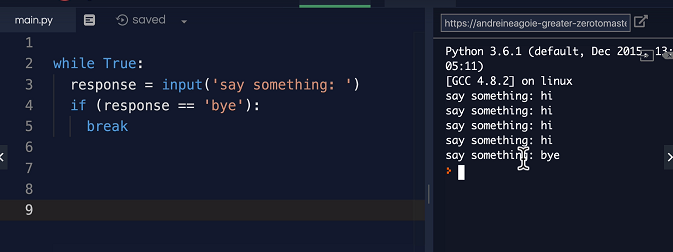 main.py
saved
https://andreineagoie-greater-zerotomaste
1
2 while True:
3 response = input('say something: ')
4 if (response == 'bye'):
5 break
6
7
8
9
Python 3.6.1 (default, Dec 2015, 13:
05:11)
[GCC 4.8.2] on linux
say something: hi
say something: hi
say something: hi
say something: hi
say something: bye